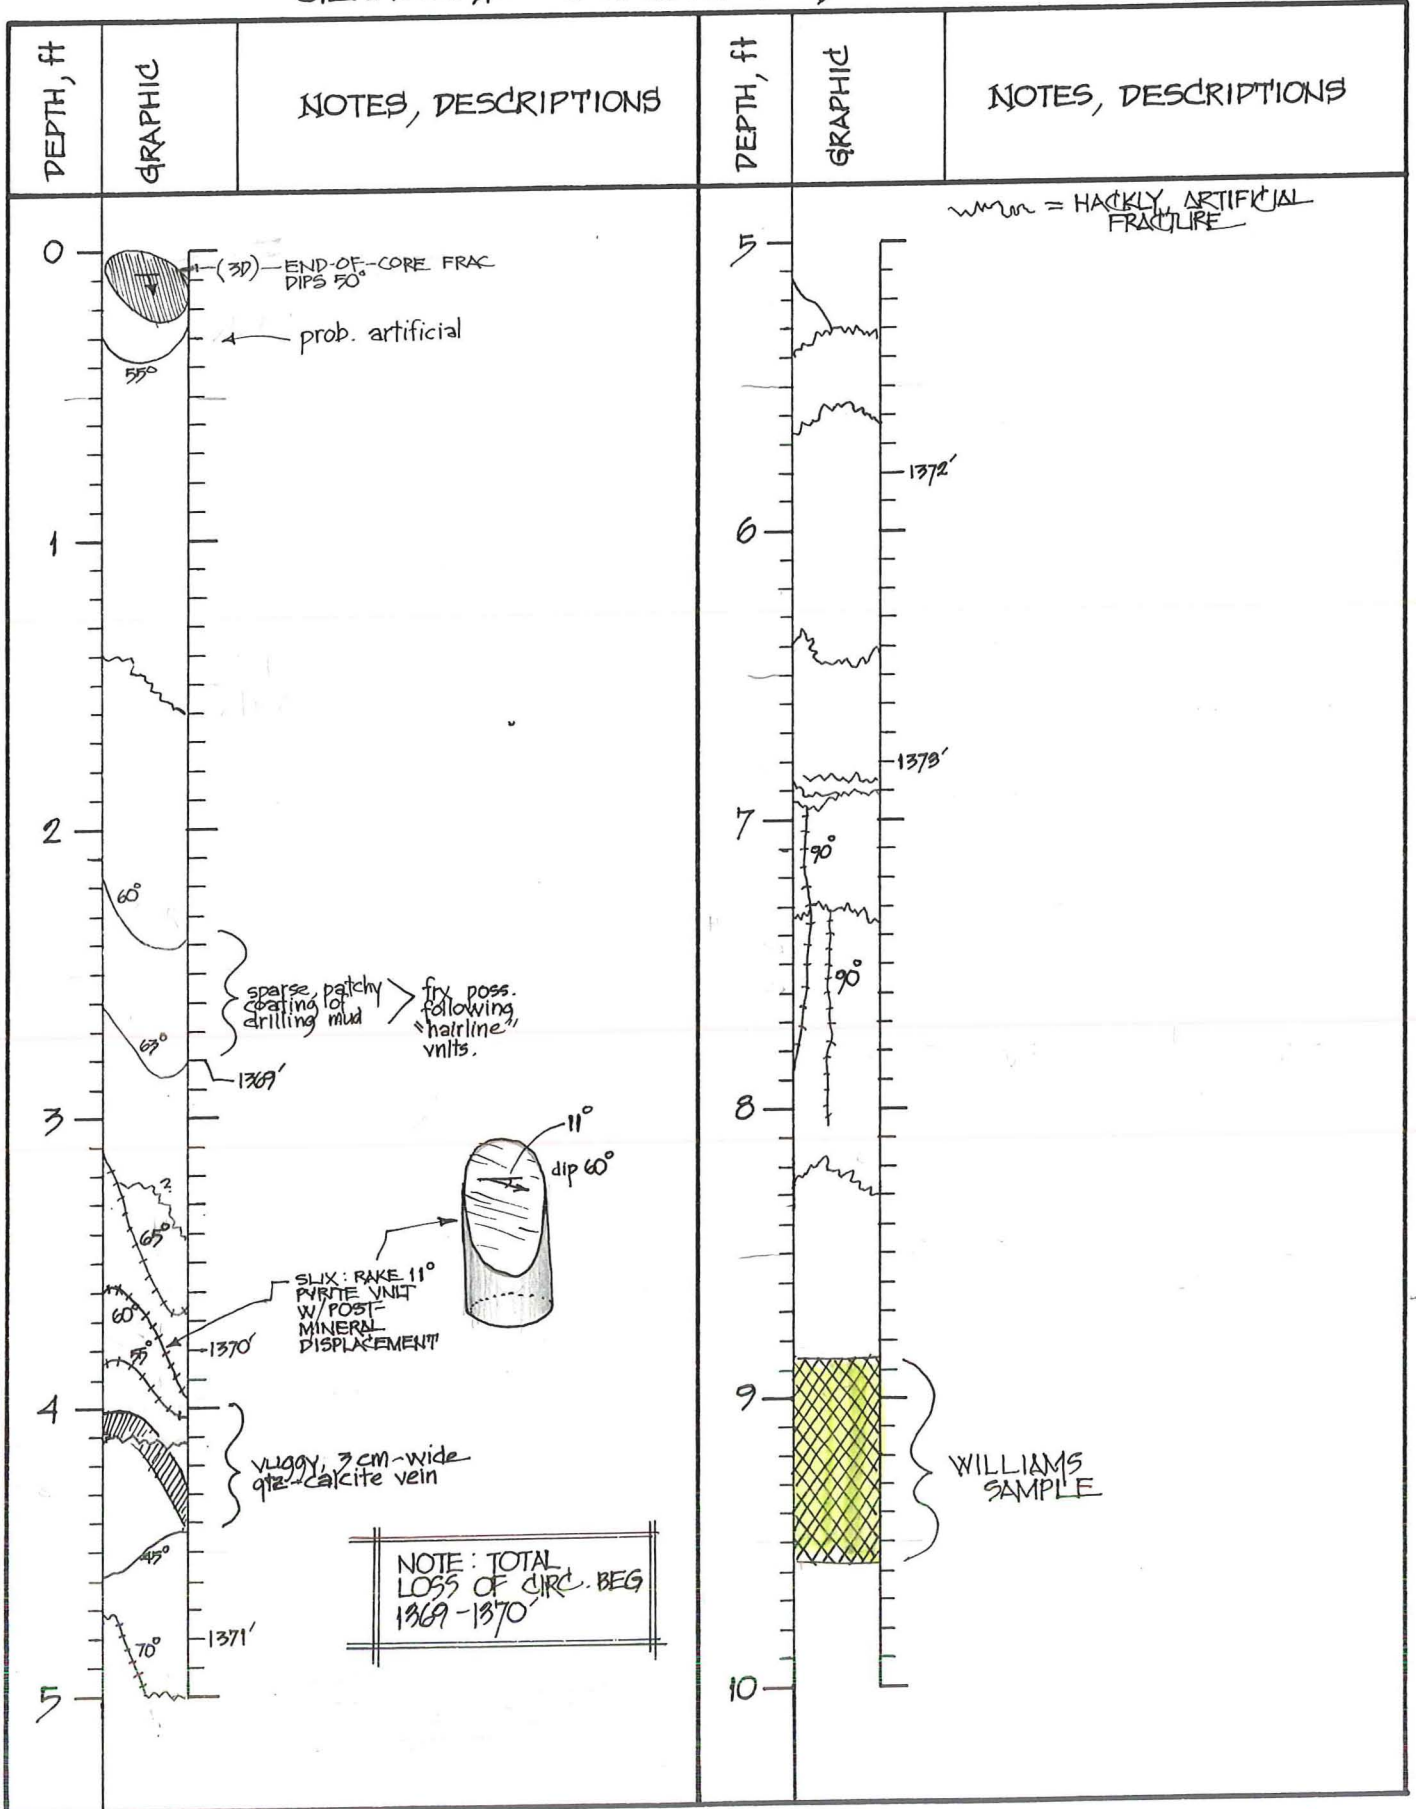 DEPTH, ft
GRAPHIC
NOTES, DESCRIPTIONS
0
(3D)—END-OF-CORE FRAC
DIPS 50°
prob. artificial
55°
1
2
60°
sparse, patchy
coating of
drilling mud
frx poss.
following
"hairline"
vnlts.
63°
1369'
3
11°
dip 60°
?
65°
SLIX: RAKE 11°
PYRITE VNLT
W/POST-
MINERAL
DISPLACEMENT
60°
1370'
55°
4
vuggy, 3 cm-wide
qtz-calcite vein
45°
NOTE: TOTAL
LOSS OF CIRC. BEG
1369-1370'
70°
1371'
5
DEPTH, ft
GRAPHIC
NOTES, DESCRIPTIONS
= HACKLY, ARTIFICIAL
FRACTURE
5
1372'
6
1373'
7
90°
90°
8
9
WILLIAMS
SAMPLE
10